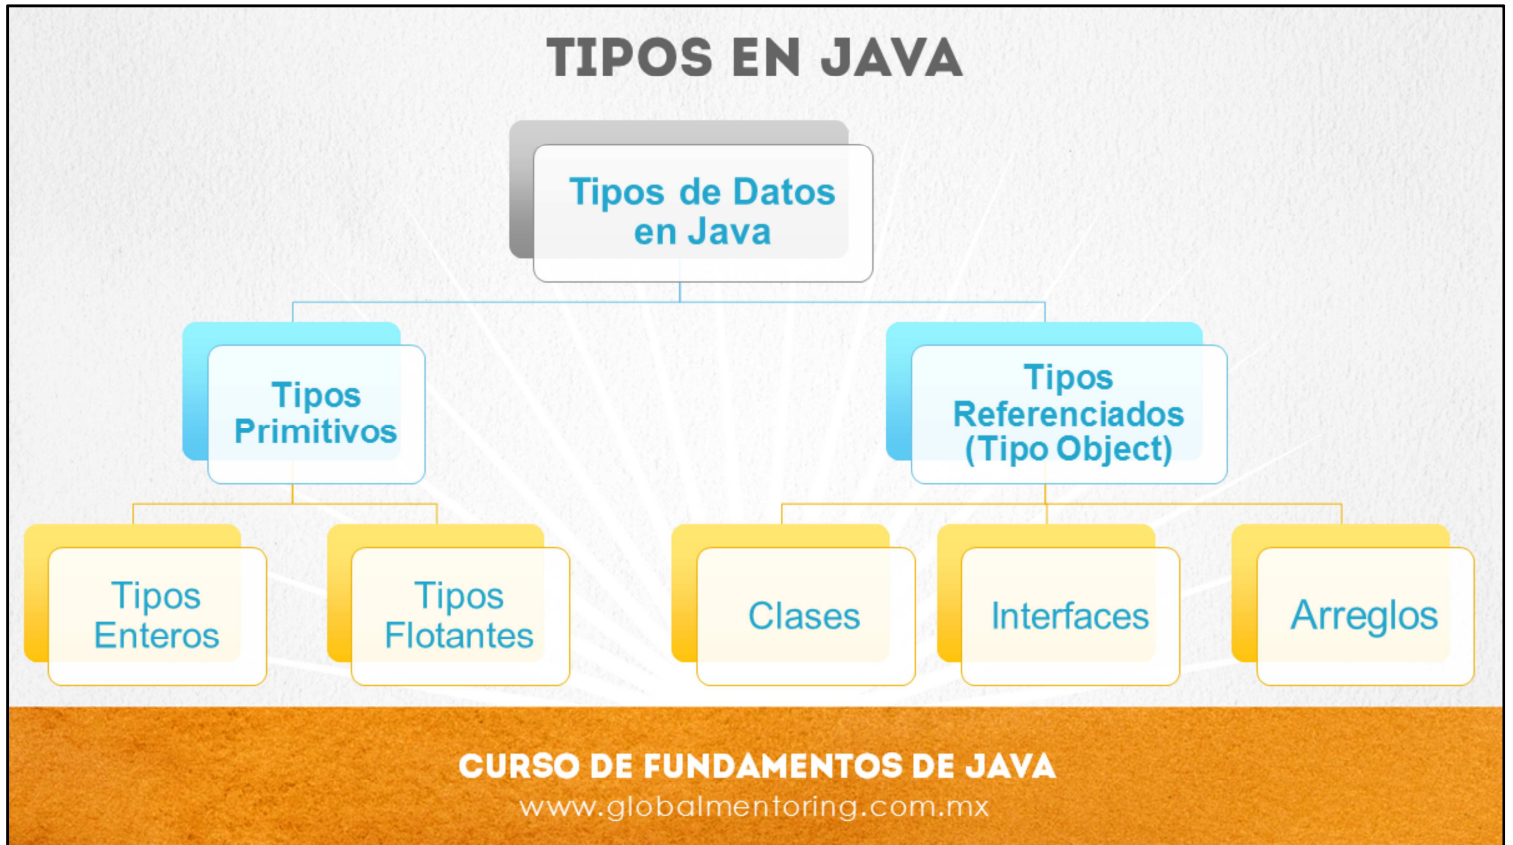 TIPOS EN JAVA
Tipos de Datos
en Java
Tipos
Primitivos
Tipos
Referenciados
(Tipo Object)
Tipos
Enteros
Tipos
Flotantes
Clases
Interfaces
Arreglos
CURSO DE FUNDAMENTOS DE JAVA
www.globalmentoring.com.mx